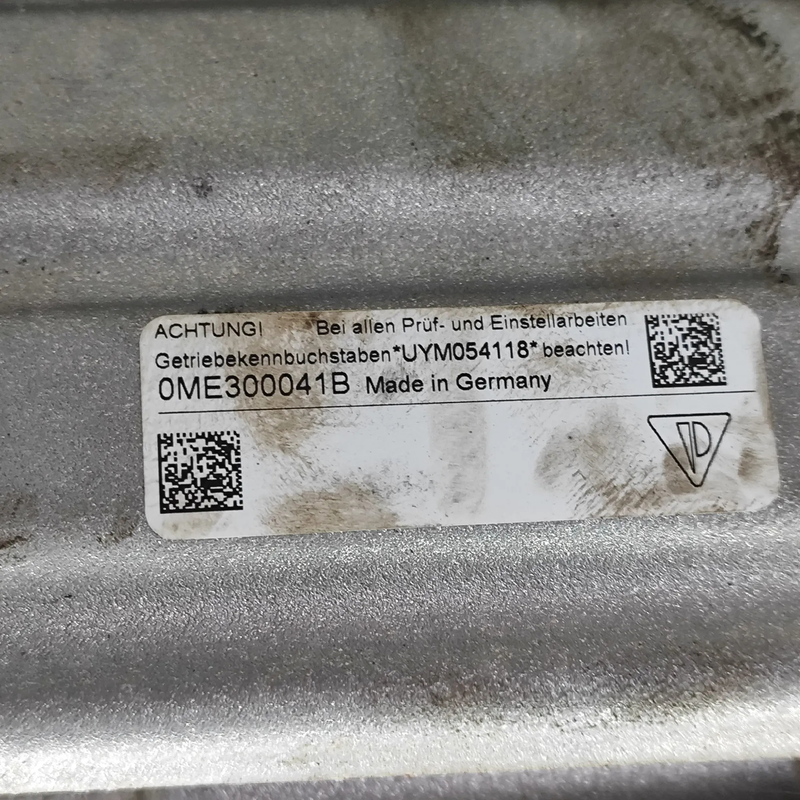 ACHTUNG! Bei allen Prüf- und Einstellarbeiten
Getriebekennbuchstaben*UYM054118*beachten!
0ME300041B Made in Germany